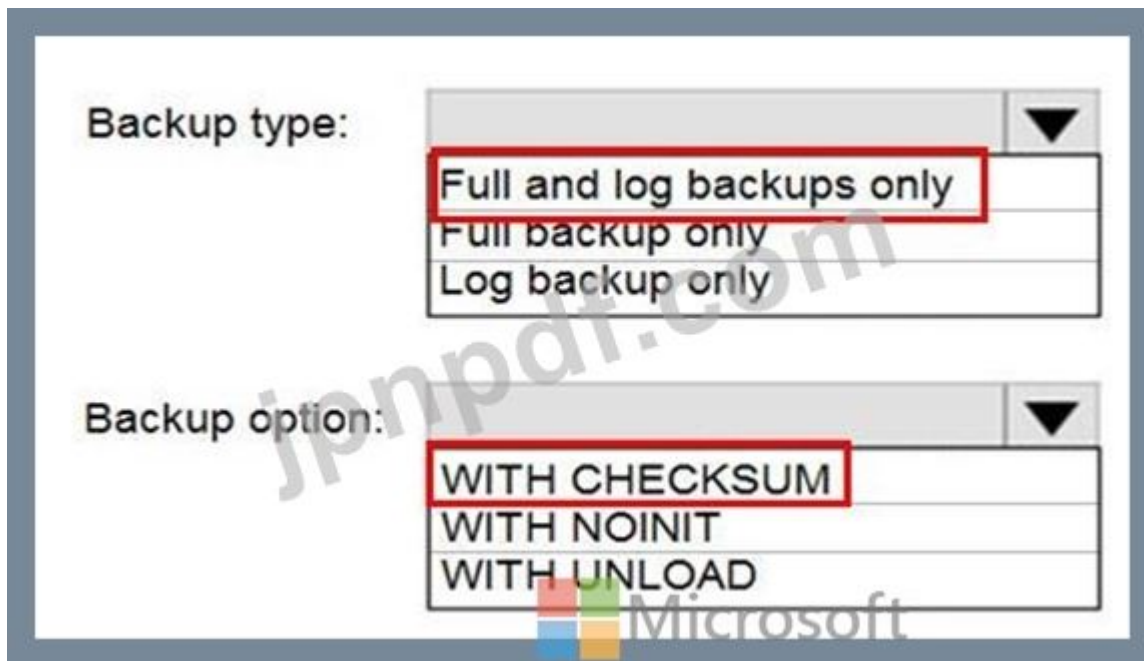 Backup type:
Full and log backups only
Full backup only
Log backup only
jpnpdf.com
Backup option:
WITH CHECKSUM
WITH NOINIT
WITH UNLOAD
Microsoft